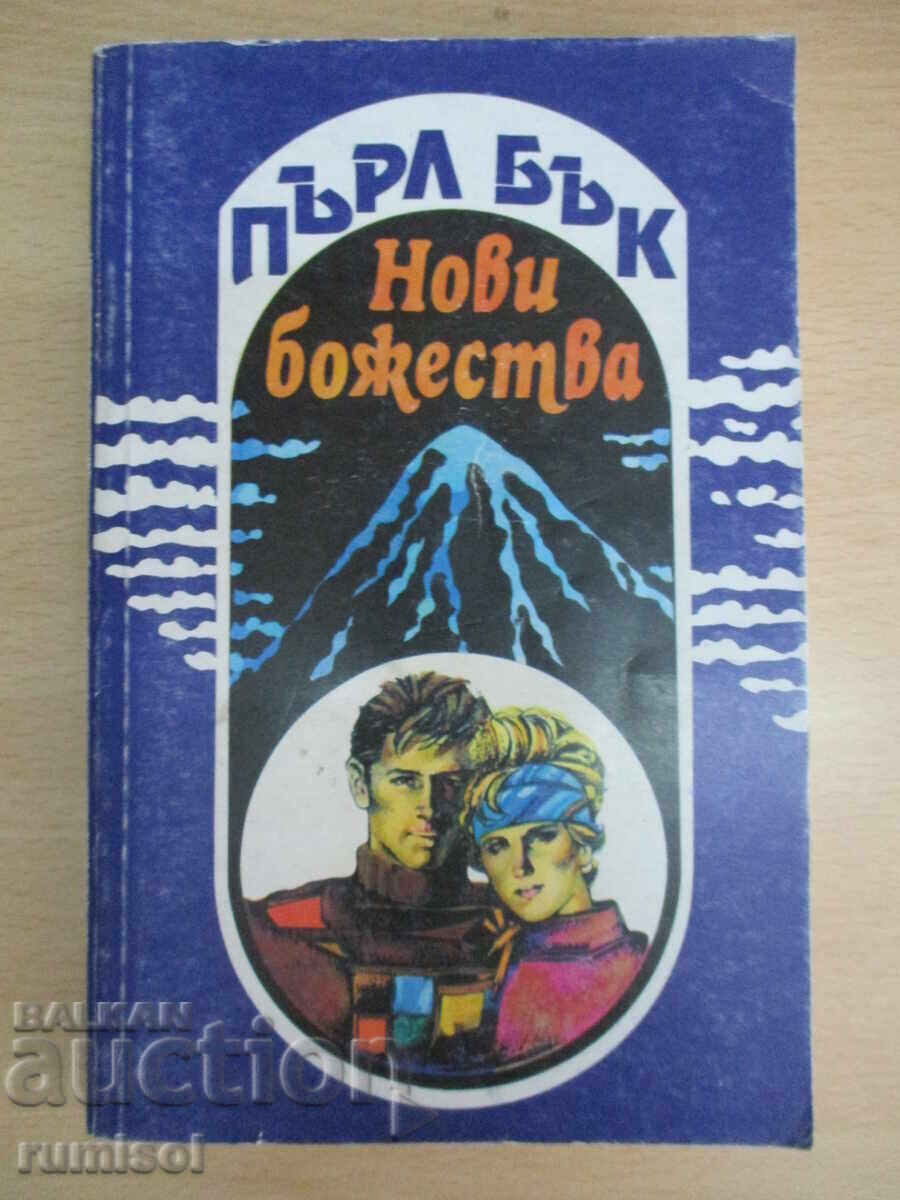 ПЪРЛ БЪК
Нови
божества
BALKAN
auction
rumisol